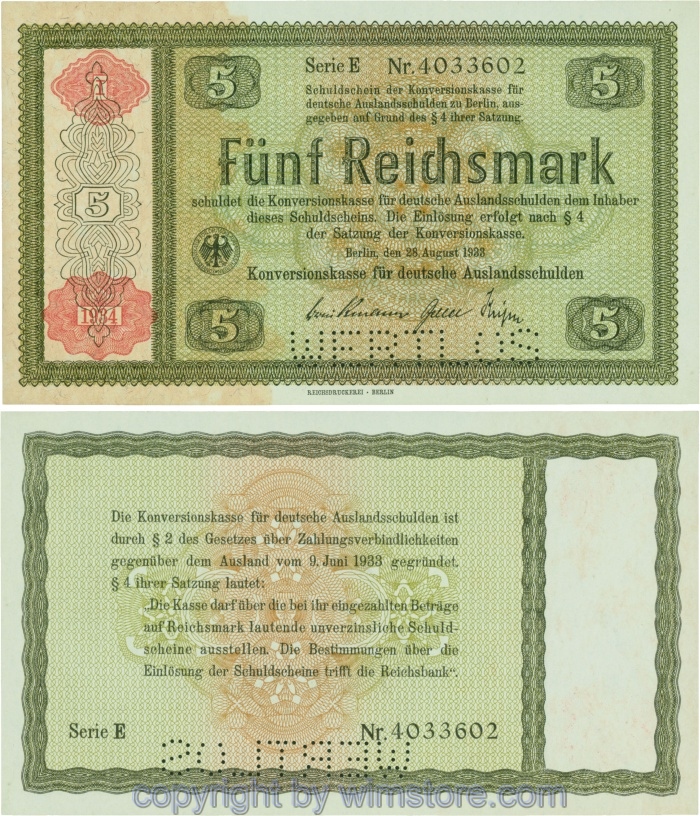 5
5
Serie E Nr. 4033602
Schuldschein der Konversionskasse für
deutsche Auslandsschulden zu Berlin, aus-
gegeben auf Grund des § 4 ihrer Satzung.
Fünf Reichsmark
schuldet die Konversionskasse für deutsche Auslandsschulden dem Inhaber
dieses Schuldscheins. Die Einlösung erfolgt nach § 4
der Satzung der Konversionskasse.
Berlin, den 28. August 1933
Konversionskasse für deutsche Auslandsschulden
5
1934
5
5
WERTLOS
REICHSDRUCKEREI · BERLIN
Die Konversionskasse für deutsche Auslandsschulden ist
durch § 2 des Gesetzes über Zahlungsverbindlichkeiten
gegenüber dem Ausland vom 9. Juni 1933 gegründet.
§ 4 ihrer Satzung lautet:
„Die Kasse darf über die bei ihr eingezahlten Beträge
auf Reichsmark lautende unverzinsliche Schuld-
scheine ausstellen. Die Bestimmungen über die
Einlösung der Schuldscheine trifft die Reichsbank“.
Serie E Nr. 4033602
WERTLOS
copyright by wimstore.com